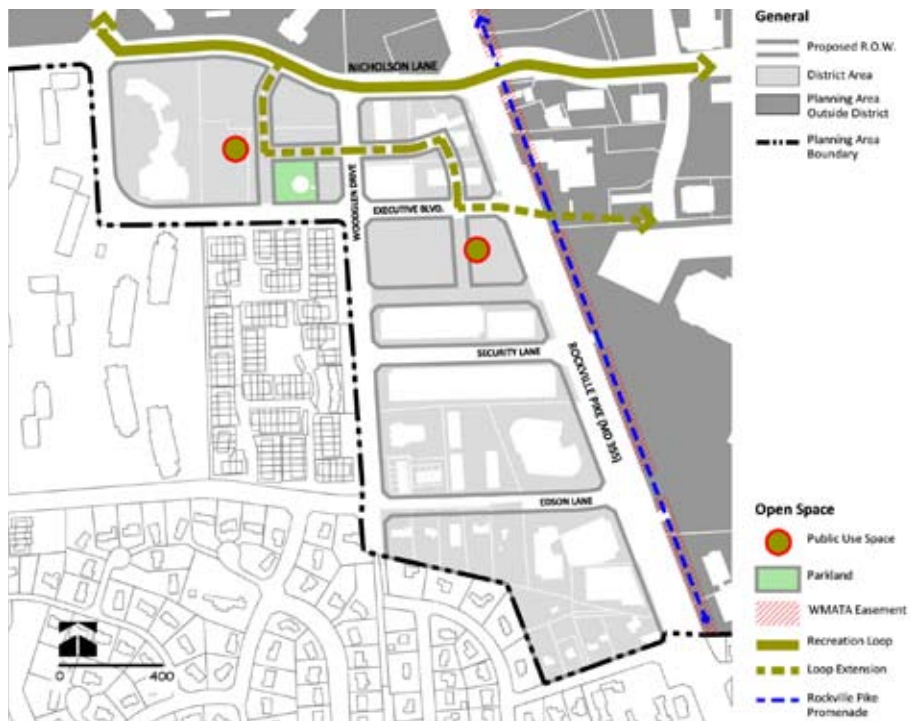 General
Proposed R.O.W.
District Area
Planning Area
Outside District
Planning Area
Boundary
NICHOLSON LANE
WOODGLEN DRIVE
EXECUTIVE BLVD.
SECURITY LANE
ROCKVILLE PIKE (MD 355)
EDSON LANE
0 400
Open Space
Public Use Space
Parkland
WMATA Easement
Recreation Loop
Loop Extension
Rockville Pike
Promenade